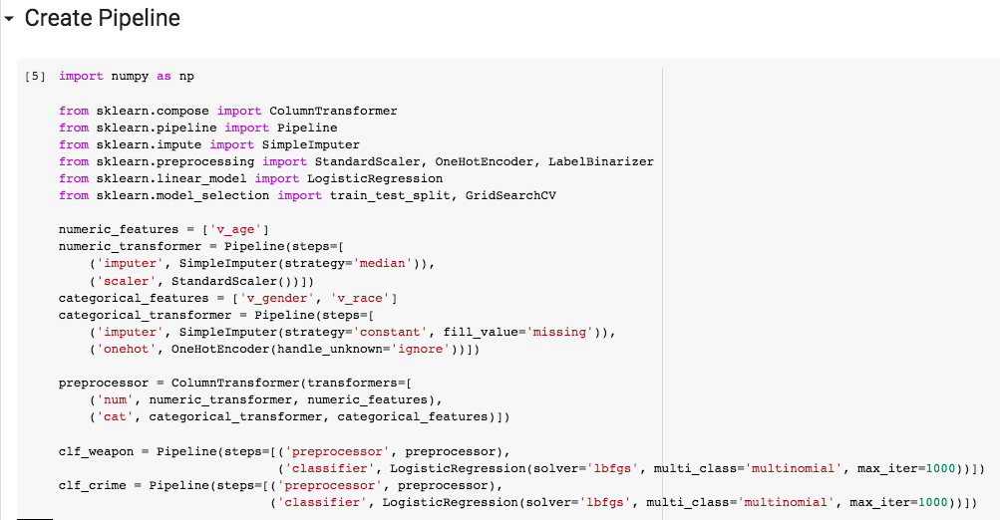 Create Pipeline
[5] import numpy as np
from sklearn.compose import ColumnTransformer
from sklearn.pipeline import Pipeline
from sklearn.impute import SimpleImputer
from sklearn.preprocessing import StandardScaler, OneHotEncoder, LabelBinarizer
from sklearn.linear_model import LogisticRegression
from sklearn.model_selection import train_test_split, GridSearchCV
numeric_features = ['v_age']
numeric_transformer = Pipeline(steps=[
('imputer', SimpleImputer(strategy='median')),
('scaler', StandardScaler())])
categorical_features = ['v_gender', 'v_race']
categorical_transformer = Pipeline(steps=[
('imputer', SimpleImputer(strategy='constant', fill_value='missing')),
('onehot', OneHotEncoder(handle_unknown='ignore'))])
preprocessor = ColumnTransformer(transformers=[
('num', numeric_transformer, numeric_features),
('cat', categorical_transformer, categorical_features)])
clf_weapon = Pipeline(steps=[('preprocessor', preprocessor),
('classifier', LogisticRegression(solver='lbfgs', multi_class='multinomial', max_iter=1000))])
clf_crime = Pipeline(steps=[('preprocessor', preprocessor),
('classifier', LogisticRegression(solver='lbfgs', multi_class='multinomial', max_iter=1000))])